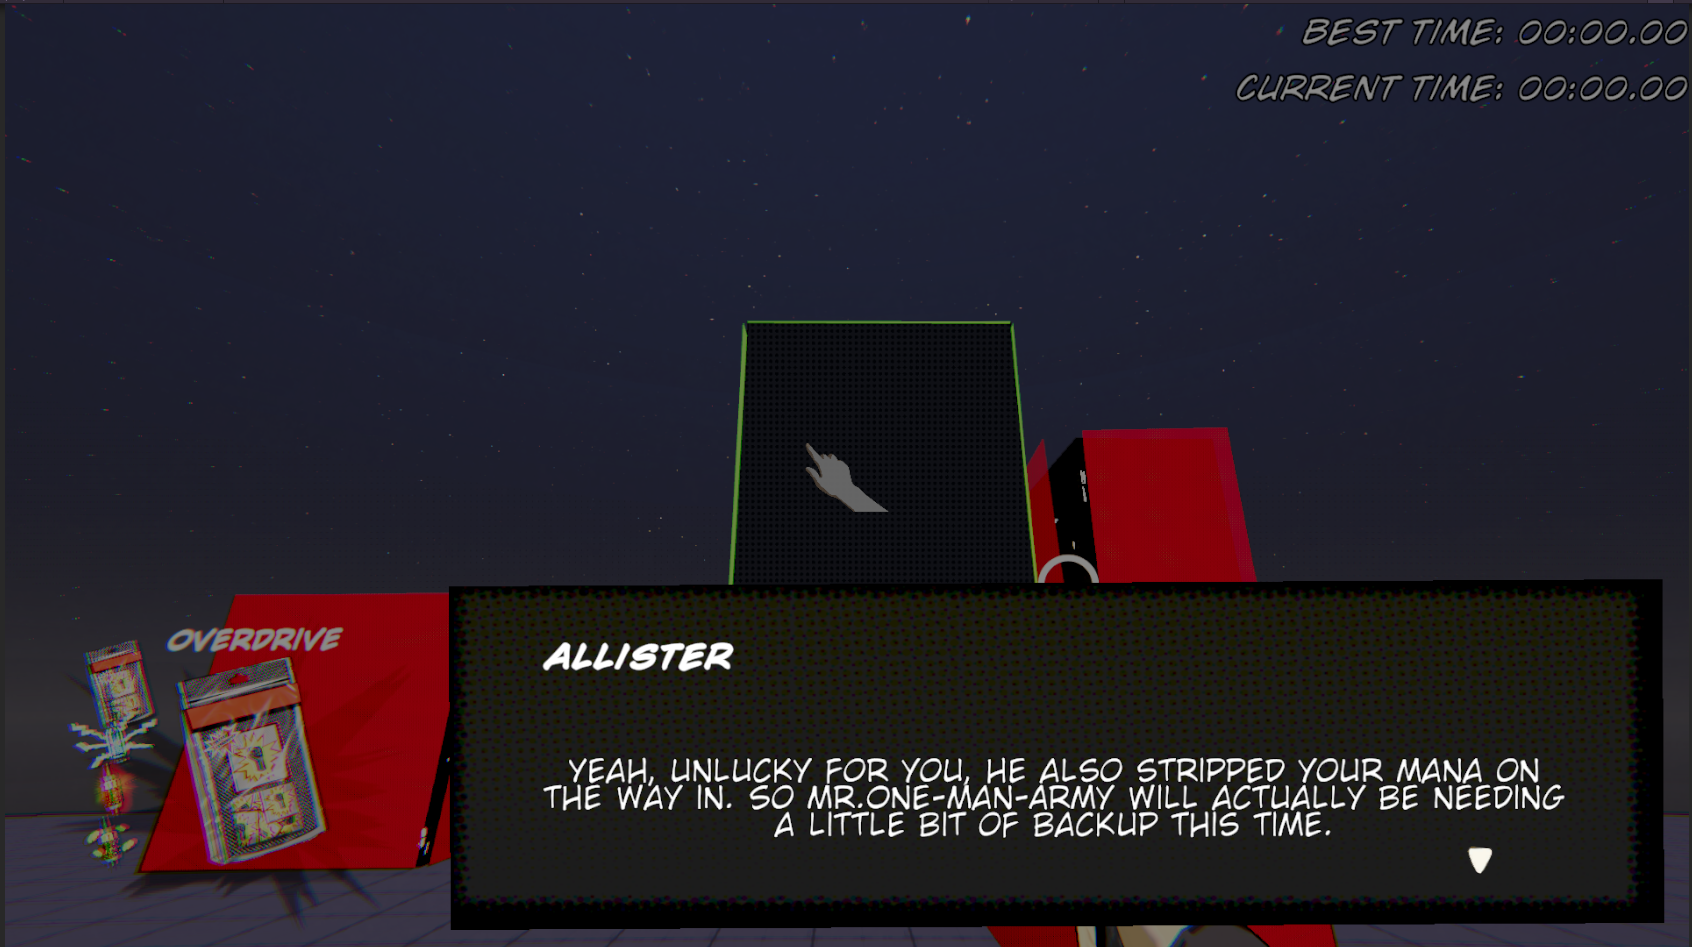 BEST TIME: 00:00.00
CURRENT TIME: 00:00.00
OVERDRIVE
ALLISTER
YEAH, UNLUCKY FOR YOU, HE ALSO STRIPPED YOUR MANA ON
THE WAY IN. SO MR.ONE-MAN-ARMY WILL ACTUALLY BE NEEDING
A LITTLE BIT OF BACKUP THIS TIME.